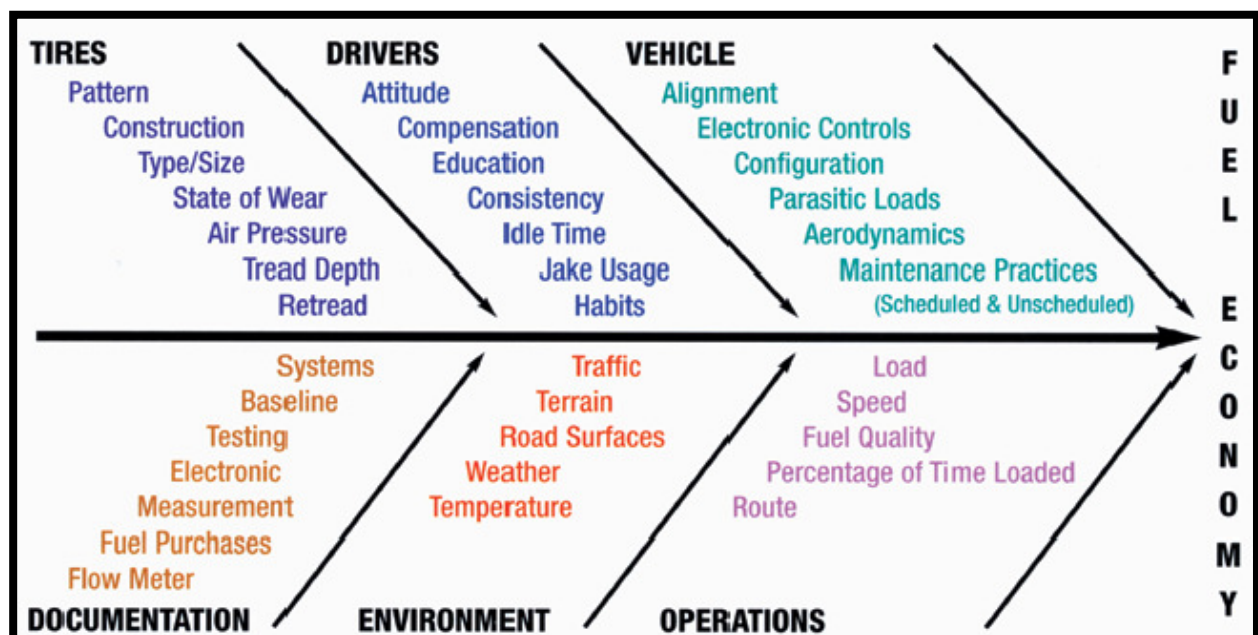 TIRES
Pattern
Construction
Type/Size
State of Wear
Air Pressure
Tread Depth
Retread
DRIVERS
Attitude
Compensation
Education
Consistency
Idle Time
Jake Usage
Habits
VEHICLE
Alignment
Electronic Controls
Configuration
Parasitic Loads
Aerodynamics
Maintenance Practices
(Scheduled & Unscheduled)
Systems
Baseline
Testing
Electronic
Measurement
Fuel Purchases
Flow Meter
DOCUMENTATION
Traffic
Terrain
Road Surfaces
Weather
Temperature
ENVIRONMENT
Load
Speed
Fuel Quality
Percentage of Time Loaded
Route
OPERATIONS
FUEL ECONOMY